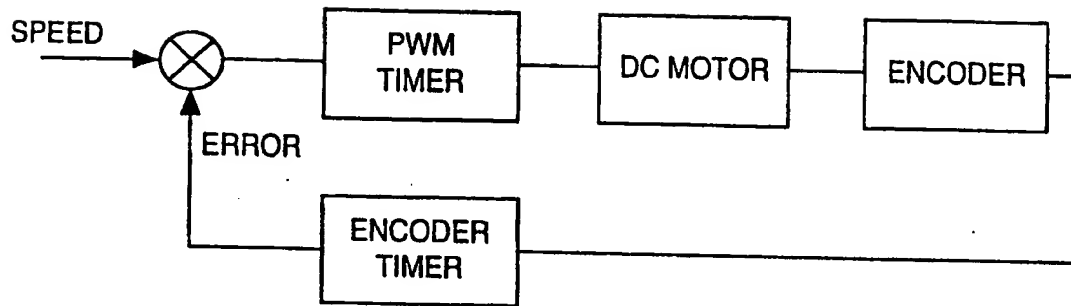 SPEED
PWM
TIMER
DC MOTOR
ENCODER
ERROR
ENCODER
TIMER